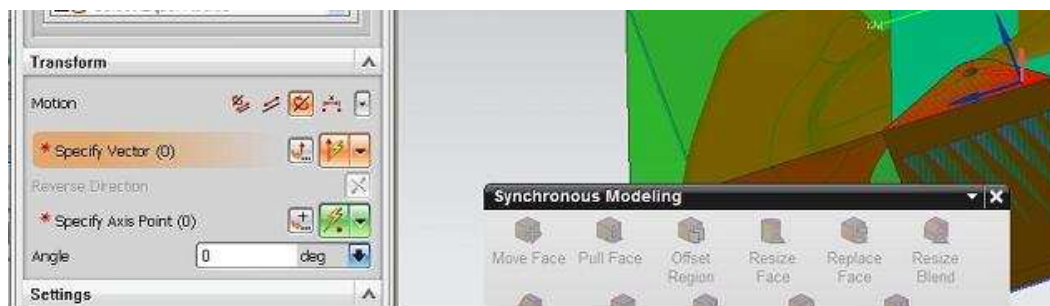 Transform
Motion
* Specify Vector (0)
Reverse Direction
* Specify Axis Point (0)
Angle 0 deg
Settings
Synchronous Modeling
Move Face Pull Face Offset Region Resize Face Replace Face Resize Blend